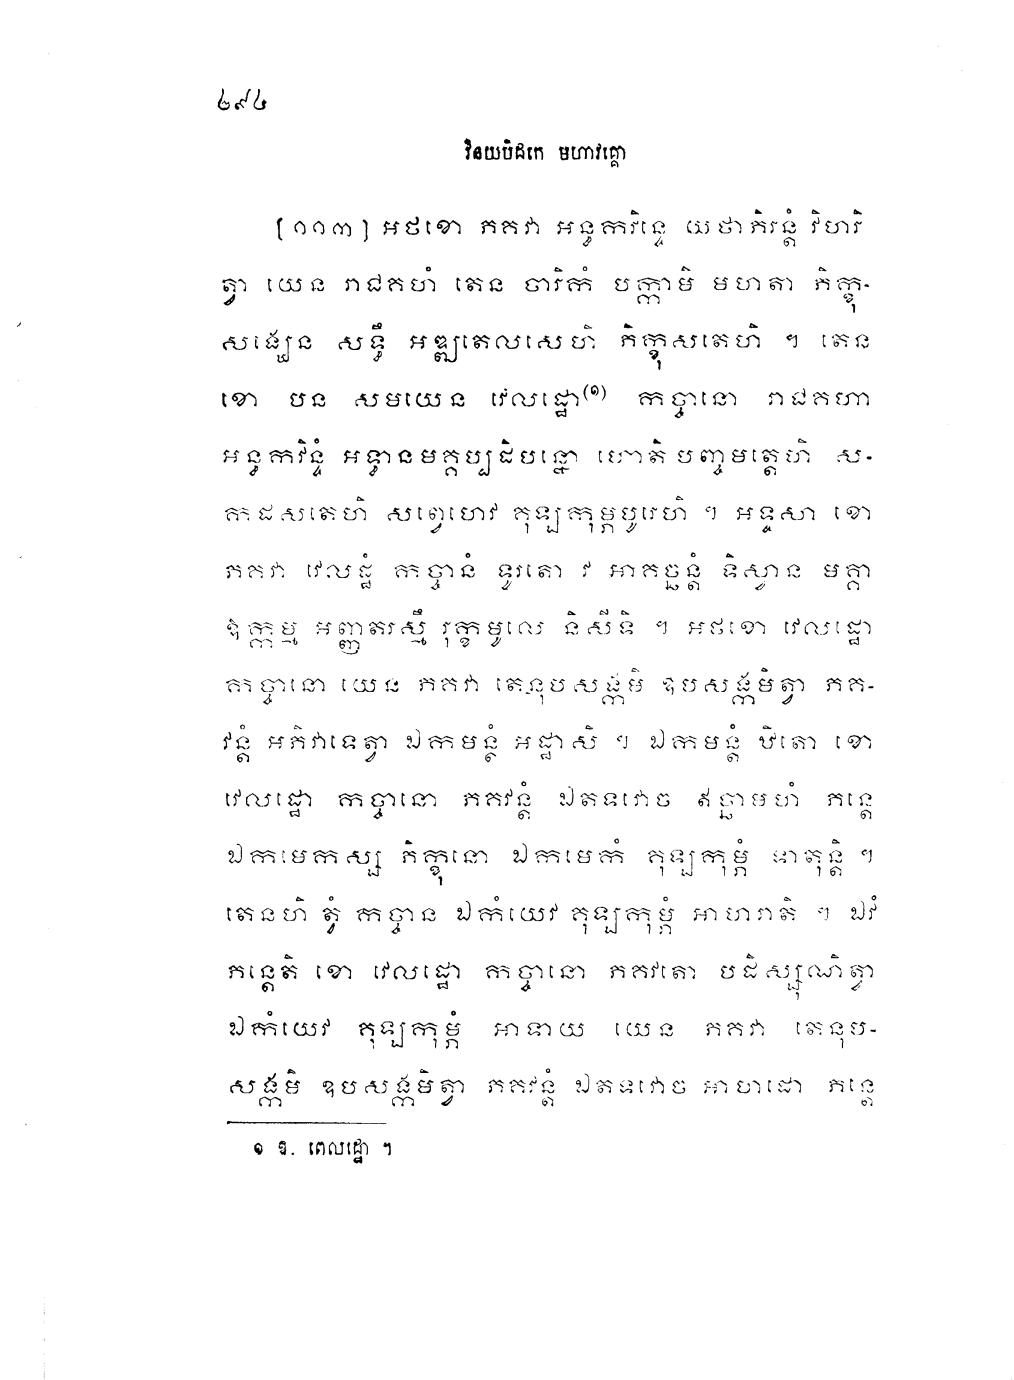 ២៩៤
វិនយបិដកេ មហាវគ្គោ
[១១៣] អថខោ ភគវា អន្ធកវិន្ទេ យថាភិរន្តំ វិហរិ
ត្វា យេន រាជគហំ តេន ចារិកំ បក្កាមិ មហតា ភិក្ខុ-
សង្ឃេន សទ្ធឹ អឌ្ឍតេលសេហិ ភិក្ខុសតេហិ ។ តេន
ខោ បន សមយេន វេលដ្ឋោ(១) កច្ចានោ រាជគហា
អន្ធកវិន្ទំ អទ្ធានមគ្គប្បដិបន្នោ ហោតិ បញ្ចមត្តេហិ ស-
កដសតេហិ សព្វេហេវ គុឡកុម្ភបូរេហិ ។ អទ្ទសា ខោ
ភគវា វេលដ្ឋំ កច្ចានំ ទូរតោ វ អាគច្ឆន្តំ ទិស្វាន មគ្គា
ឱក្កម្ម អញ្ញតរស្មឹ រុក្ខមូលេ និសីទិ ។ អថខោ វេលដ្ឋោ
កច្ចានោ យេន ភគវា តេនុបសង្កមិ ឧបសង្កមិត្វា ភគ-
វន្តំ អភិវាទេត្វា ឯកមន្តំ អដ្ឋាសិ ។ ឯកមន្តំ ឋិតោ ខោ
វេលដ្ឋោ កច្ចានោ ភគវន្តំ ឯតទវោច ឥច្ឆាមហំ ភន្តេ
ឯកមេកស្ស ភិក្ខុនោ ឯកមេកំ គុឡកុម្ភំ ទាតុន្តិ ។
តេនហិ ត្វំ កច្ចាន ឯកំយេវ គុឡកុម្ភំ អាហរាតិ ។ ឯវំ
ភន្តេតិ ខោ វេលដ្ឋោ កច្ចានោ ភគវតោ បដិស្សុណិត្វា
ឯកំយេវ គុឡកុម្ភំ អាទាយ យេន ភគវា តេនុប-
សង្កមិ ឧបសង្កមិត្វា ភគវន្តំ ឯតទវោច អាហដោ ភន្តេ
១ ឱ. ពេលដ្ឋោ ។